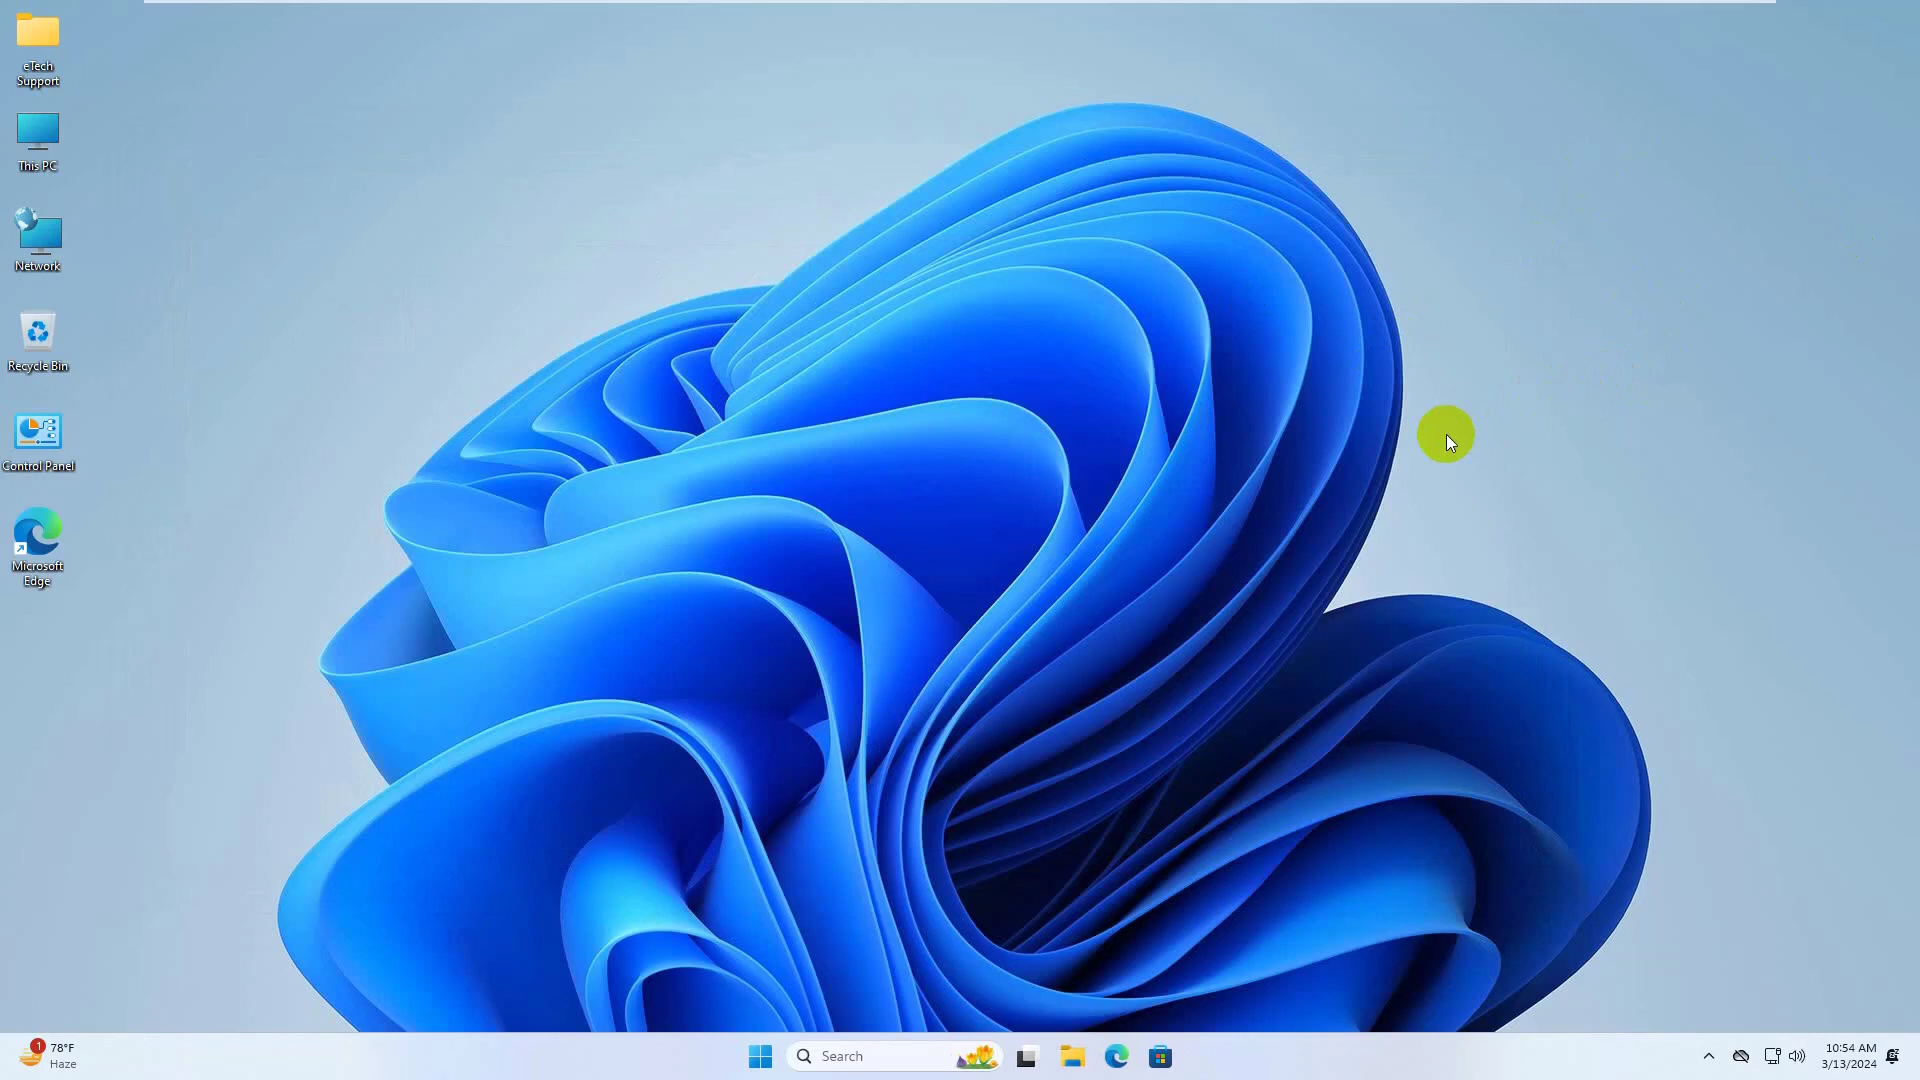 eTech
Support
This PC
Network
Recycle Bin
Control Panel
Microsoft
Edge
1
78°F
Haze
Search
10:54 AM
3/13/2024